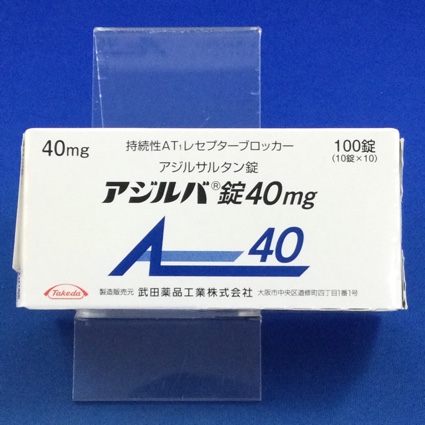 40mg
持続性AT₁レセプターブロッカー
100錠
(10錠×10)
アジルサルタン錠
アジルバ®錠40mg
40
Takeda
製造販売元 武田薬品工業株式会社 大阪市中央区道修町四丁目1番1号